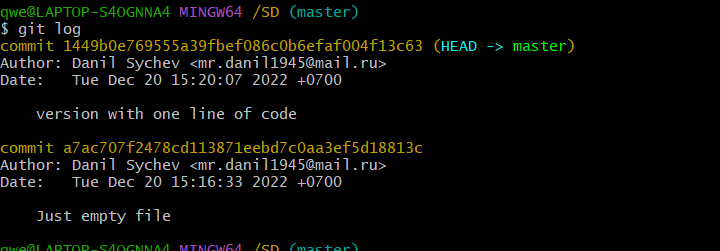 qwe@LAPTOP-S4OGNNA4 MINGW64 /SD (master)
$ git log
commit 1449b0e769555a39fbef086c0b6efaf004f13c63 (HEAD -> master)
Author: Danil Sychev <mr.danil1945@mail.ru>
Date:   Tue Dec 20 15:20:07 2022 +0700
    version with one line of code
commit a7ac707f2478cd113871eebd7c0aa3ef5d18813c
Author: Danil Sychev <mr.danil1945@mail.ru>
Date:   Tue Dec 20 15:16:33 2022 +0700
    Just empty file
qwe@LAPTOP-S4OGNNA4 MINGW64 /SD (master)